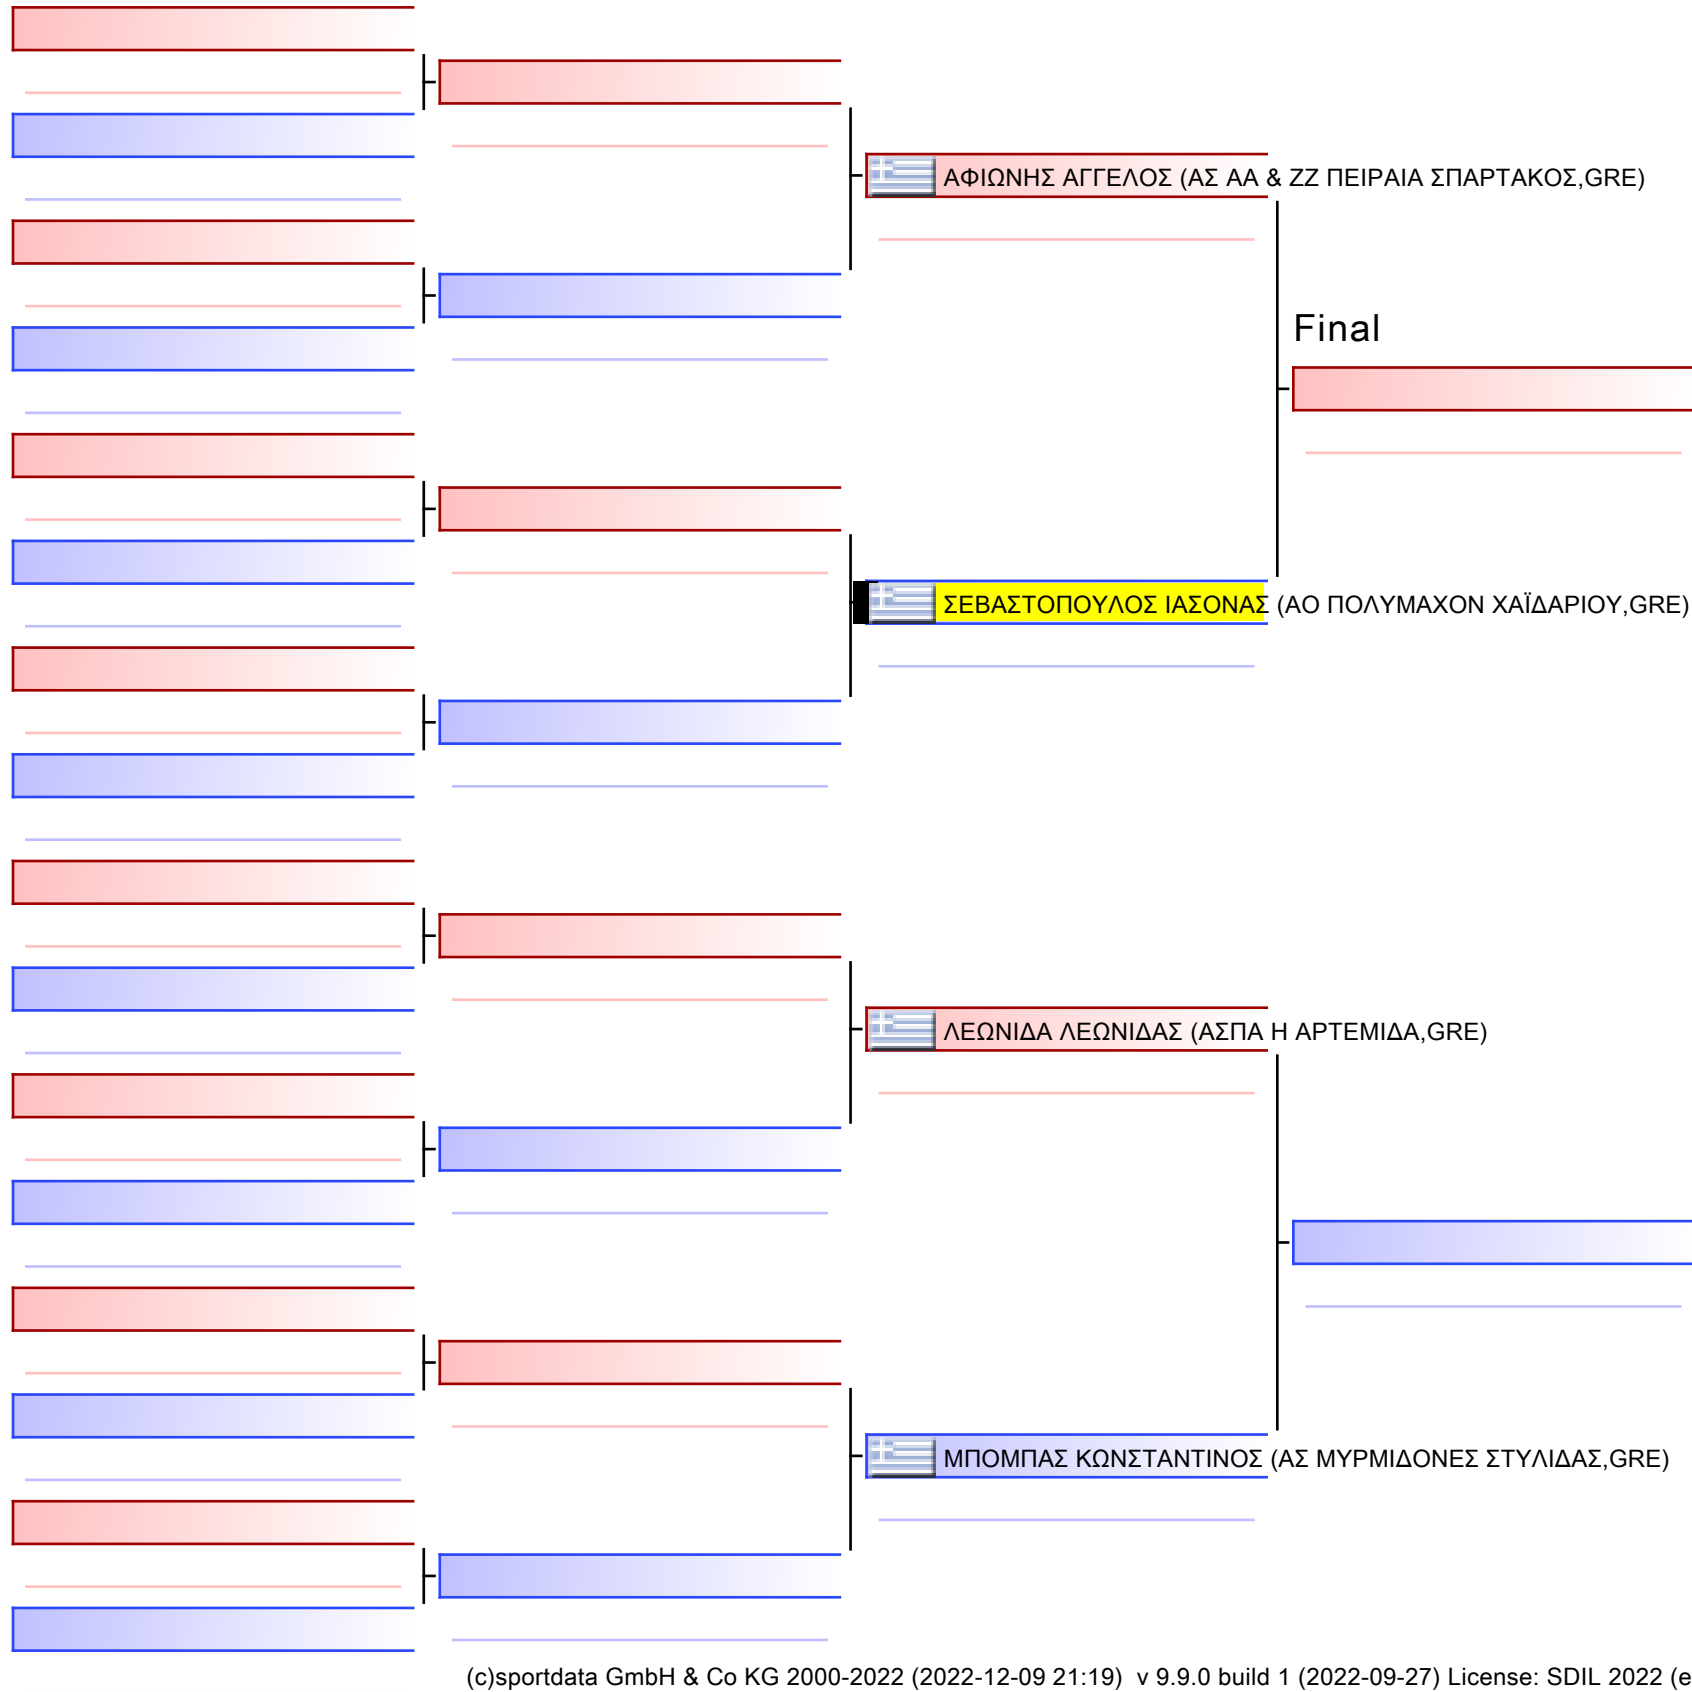 ΑΦΙΩΝΗΣ ΑΓΓΕΛΟΣ (ΑΣ ΑΑ & ΖΖ ΠΕΙΡΑΙΑ ΣΠΑΡΤΑΚΟΣ,GRE)
Final
ΣΕΒΑΣΤΟΠΟΥΛΟΣ ΙΑΣΟΝΑΣ (ΑΟ ΠΟΛΥΜΑΧΟΝ ΧΑΪΔΑΡΙΟΥ,GRE)
ΛΕΩΝΙΔΑ ΛΕΩΝΙΔΑΣ (ΑΣΠΑ Η ΑΡΤΕΜΙΔΑ,GRE)
ΜΠΟΜΠΑΣ ΚΩΝΣΤΑΝΤΙΝΟΣ (ΑΣ ΜΥΡΜΙΔΟΝΕΣ ΣΤΥΛΙΔΑΣ,GRE)
(c)sportdata GmbH & Co KG 2000-2022 (2022-12-09 21:19) v 9.9.0 build 1 (2022-09-27) License: SDIL 2022 (e